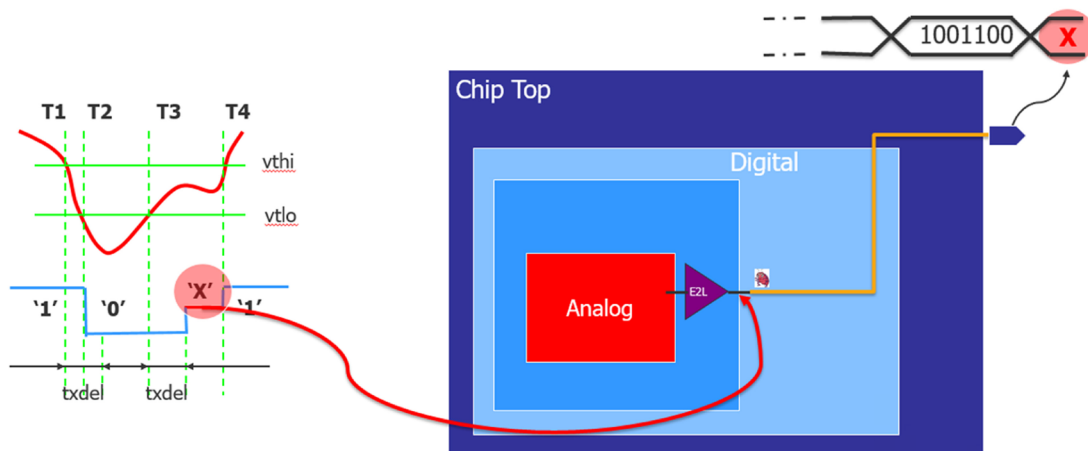 1001100 X
Chip Top
T1 T2 T3 T4
vthi
Digital
vtlo
E2L
‘X’
‘1’ ‘0’ ‘1’
Analog
txdel txdel